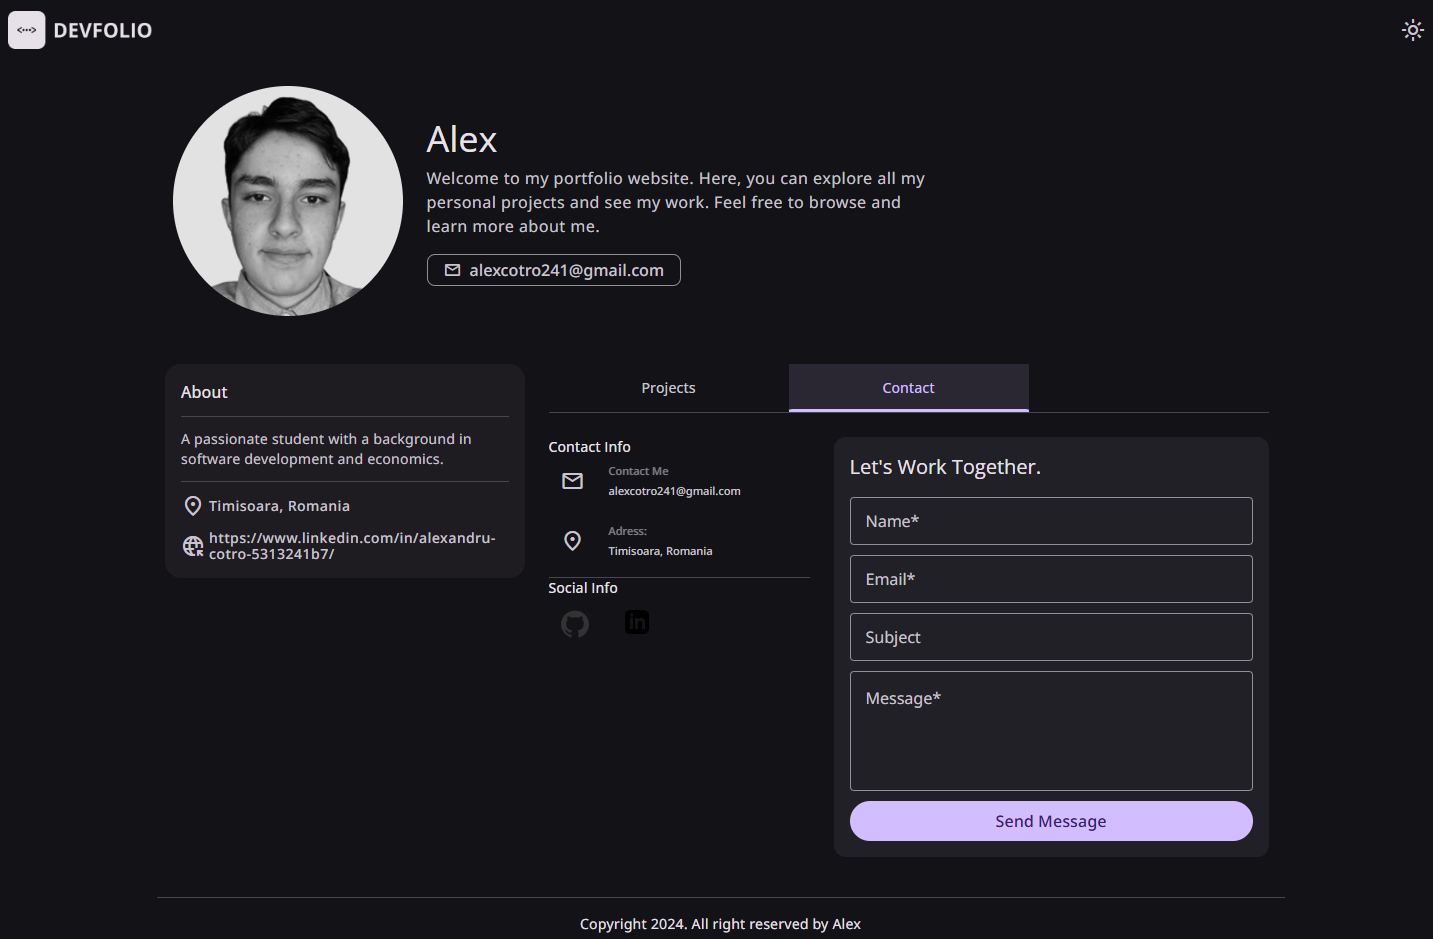 DEVFOLIO
Alex
Welcome to my portfolio website. Here, you can explore all my
personal projects and see my work. Feel free to browse and
learn more about me.
alexcotro241@gmail.com
About
A passionate student with a background in
software development and economics.
Timisoara, Romania
https://www.linkedin.com/in/alexandru-
cotro-5313241b7/
Projects
Contact
Contact Info
Contact Me
alexcotro241@gmail.com
Adress:
Timisoara, Romania
Social Info
in
Let's Work Together.
Name*
Email*
Subject
Message*
Send Message
Copyright 2024. All right reserved by Alex